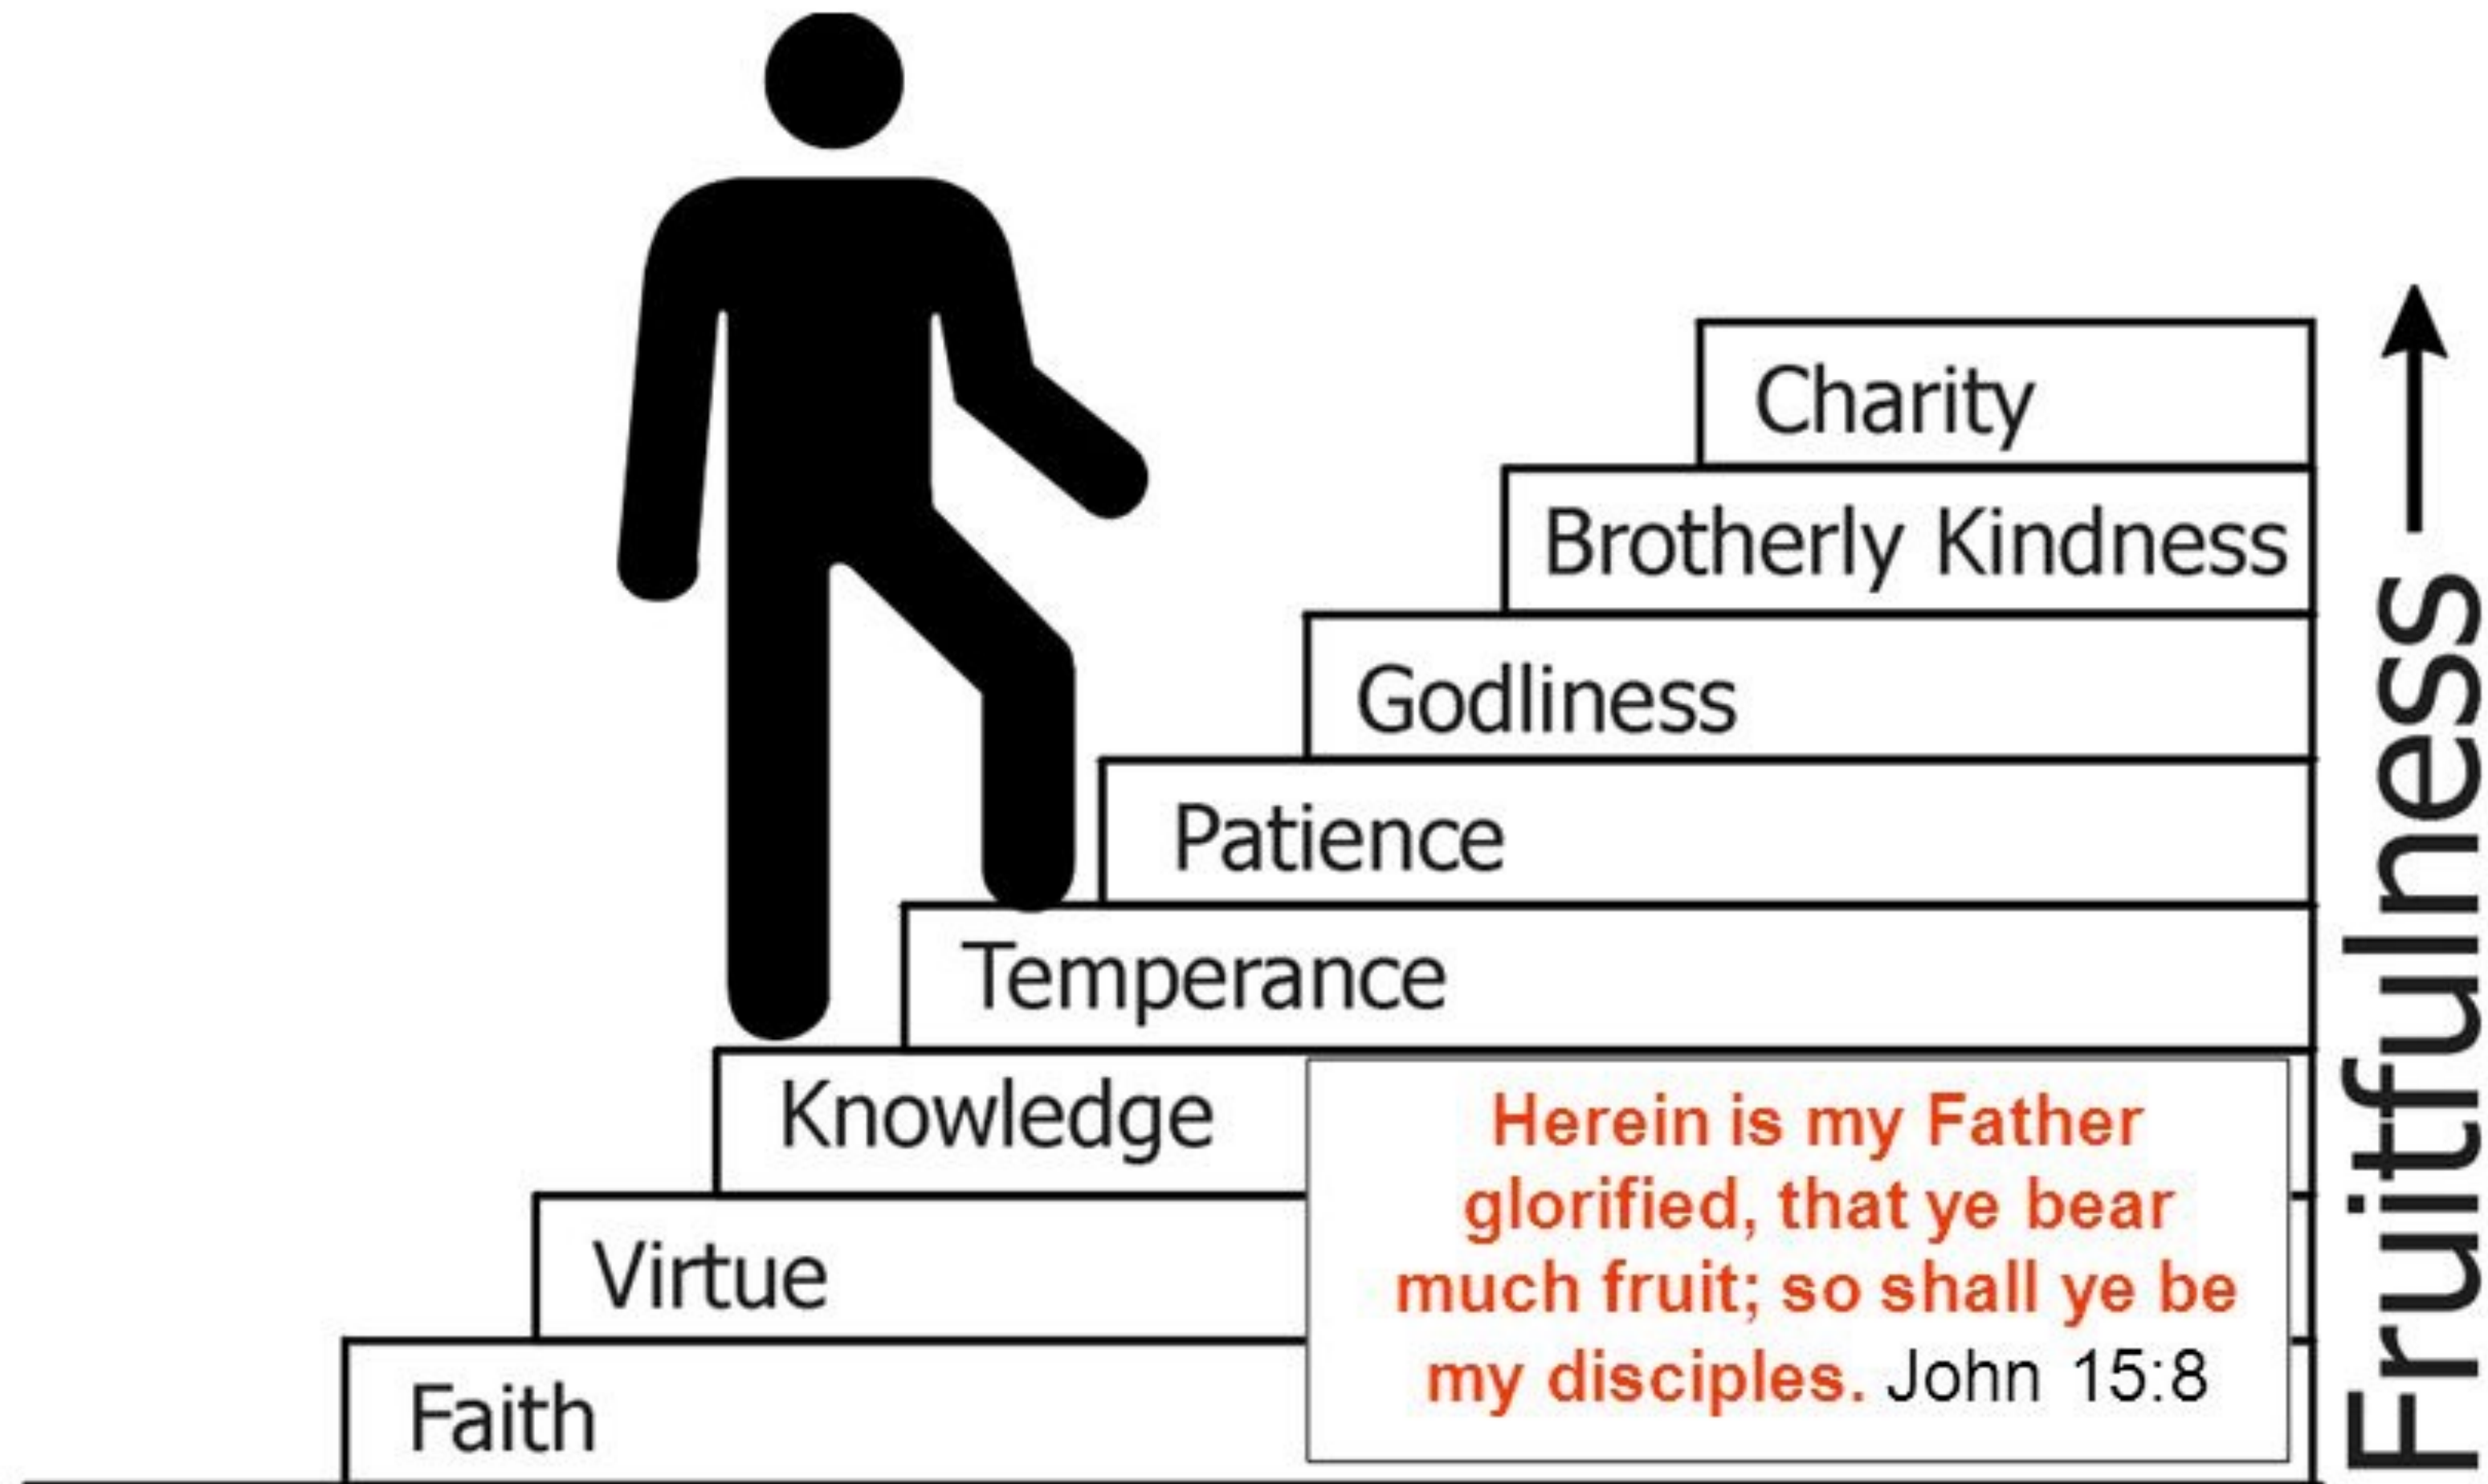 Charity
Brotherly Kindness
Godliness
Patience
Temperance
Knowledge
Virtue
Faith
Herein is my Father
glorified, that ye bear
much fruit; so shall ye be
my disciples. John 15:8
Fruitfulness